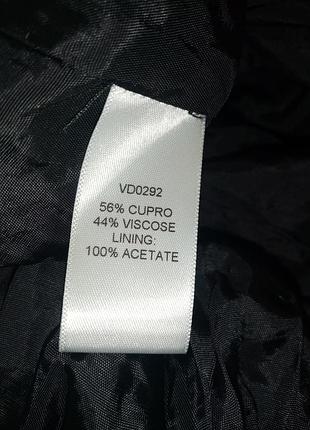 VD0292
56% CUPRO
44% VISCOSE
LINING:
100% ACETATE